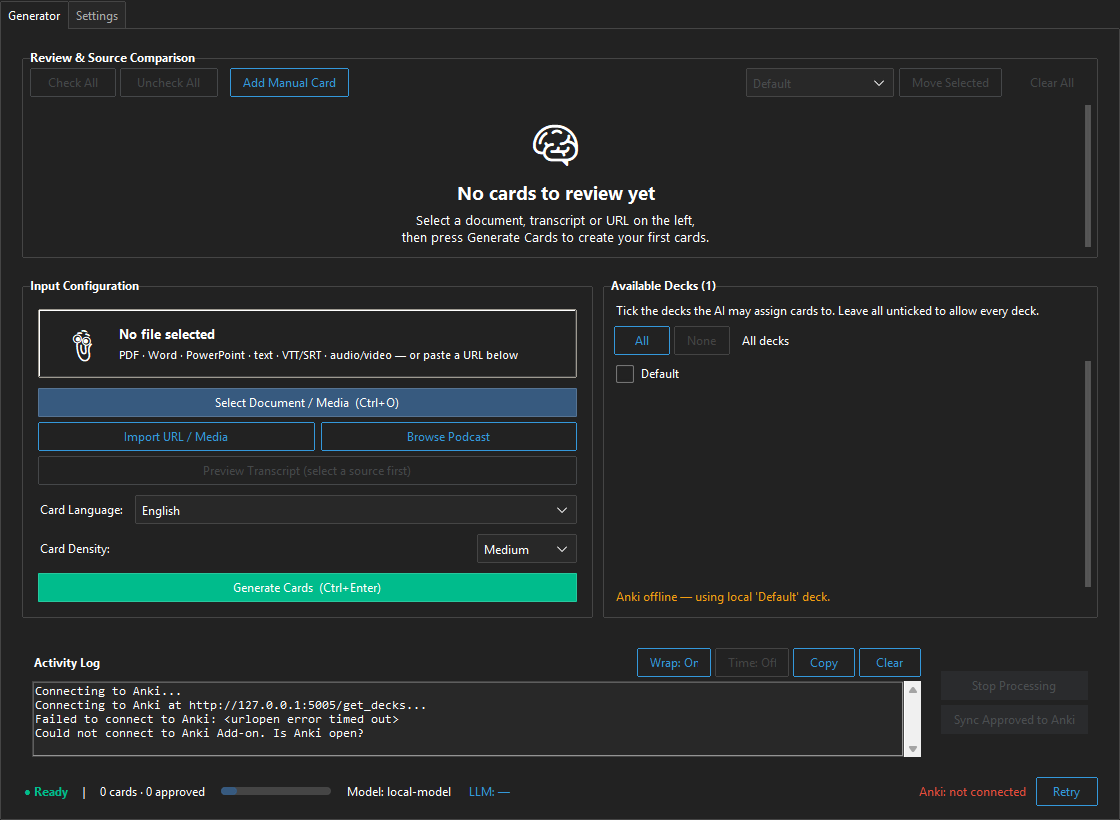 Generator
Settings
Review & Source Comparison
Check All
Uncheck All
Add Manual Card
Default
Move Selected
Clear All
No cards to review yet
Select a document, transcript or URL on the left,
then press Generate Cards to create your first cards.
Input Configuration
No file selected
PDF · Word · PowerPoint · text · VTT/SRT · audio/video — or paste a URL below
Select Document / Media (Ctrl+O)
Import URL / Media
Browse Podcast
Preview Transcript (select a source first)
Card Language:
English
Card Density:
Medium
Generate Cards (Ctrl+Enter)
Available Decks (1)
Tick the decks the AI may assign cards to. Leave all unticked to allow every deck.
All
None
All decks
Default
Anki offline — using local 'Default' deck.
Activity Log
Wrap: On
Time: Off
Copy
Clear
Connecting to Anki...
Connecting to Anki at http://127.0.0.1:5005/get_decks...
Failed to connect to Anki: <urlopen error timed out>
Could not connect to Anki Add-on. Is Anki open?
Stop Processing
Sync Approved to Anki
● Ready
|
0 cards · 0 approved
Model: local-model
LLM: —
Anki: not connected
Retry